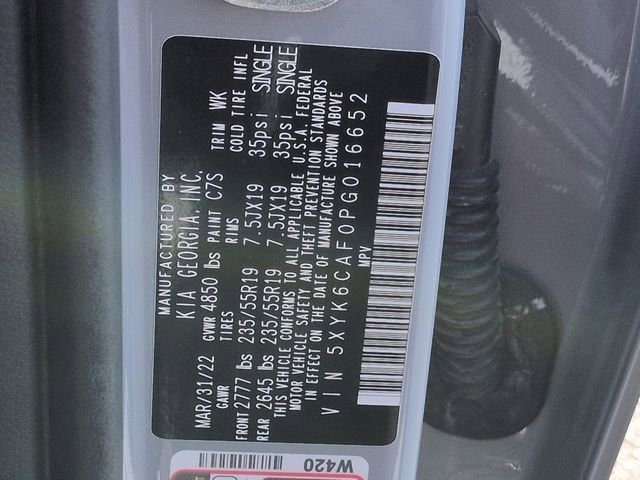 MANUFACTURED BY
KIA GEORGIA, INC.
MAR/31/22 GVWR 4850 lbs PAINT C7S TRIM WK
GAWR TIRES RIMS COLD TIRE INFL
FRONT 2777 lbs 235/55R19 7.5JX19 35psi SINGLE
REAR 2645 lbs 235/55R19 7.5JX19 35psi SINGLE
THIS VEHICLE CONFORMS TO ALL APPLICABLE U.S.A. FEDERAL
MOTOR VEHICLE SAFETY AND THEFT PREVENTION STANDARDS
IN EFFECT ON THE DATE OF MANUFACTURE SHOWN ABOVE
VIN 5XYK6CAF0PG016652
MPV
W420